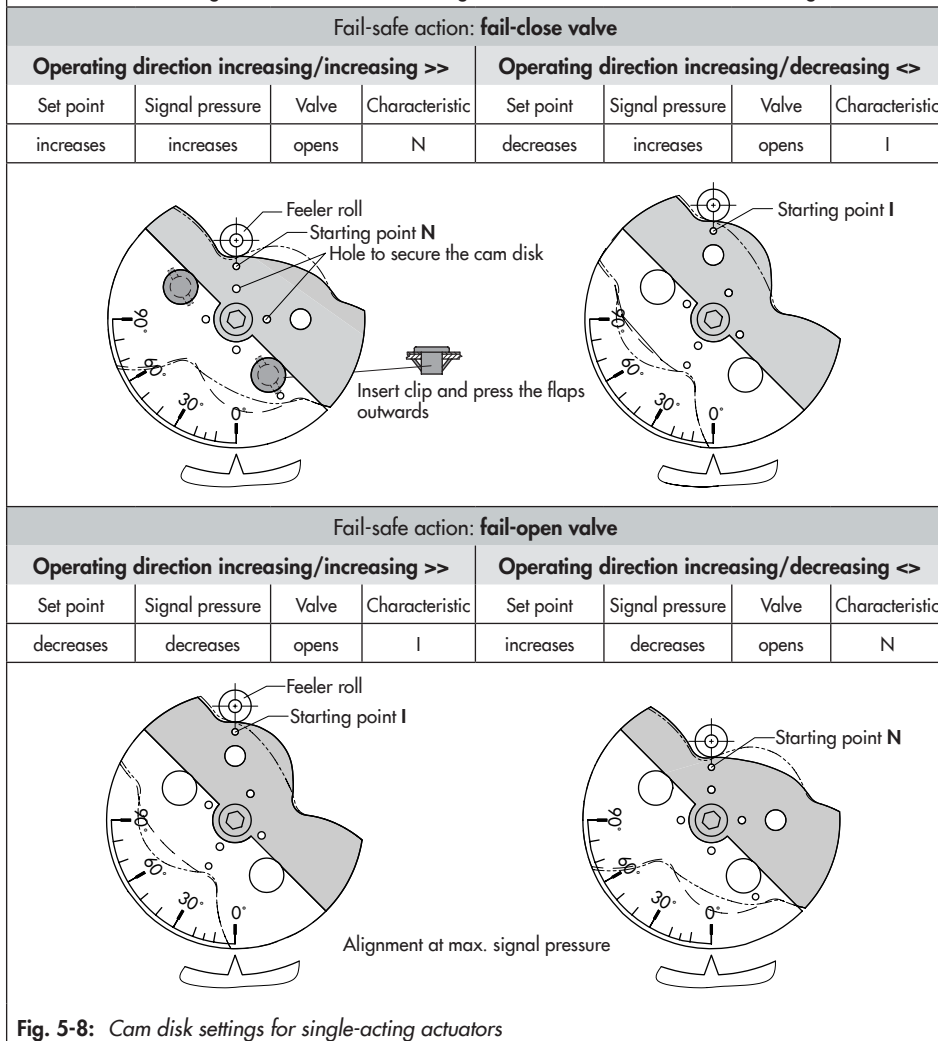 Fail-safe action: fail-close valve
Operating direction increasing/increasing >> Operating direction increasing/decreasing <>
Set point Signal pressure Valve Characteristic Set point Signal pressure Valve Characteristic
increases increases opens N decreases increases opens I
Feeler roll
Starting point N
Hole to secure the cam disk
Starting point I
90°
60°
30°
0°
90°
60°
30°
0°
Insert clip and press the flaps
outwards
Fail-safe action: fail-open valve
Operating direction increasing/increasing >> Operating direction increasing/decreasing <>
Set point Signal pressure Valve Characteristic Set point Signal pressure Valve Characteristic
decreases decreases opens I increases decreases opens N
Feeler roll
Starting point I
Starting point N
90°
60°
30°
0°
90°
60°
30°
0°
Alignment at max. signal pressure
Fig. 5-8: Cam disk settings for single-acting actuators